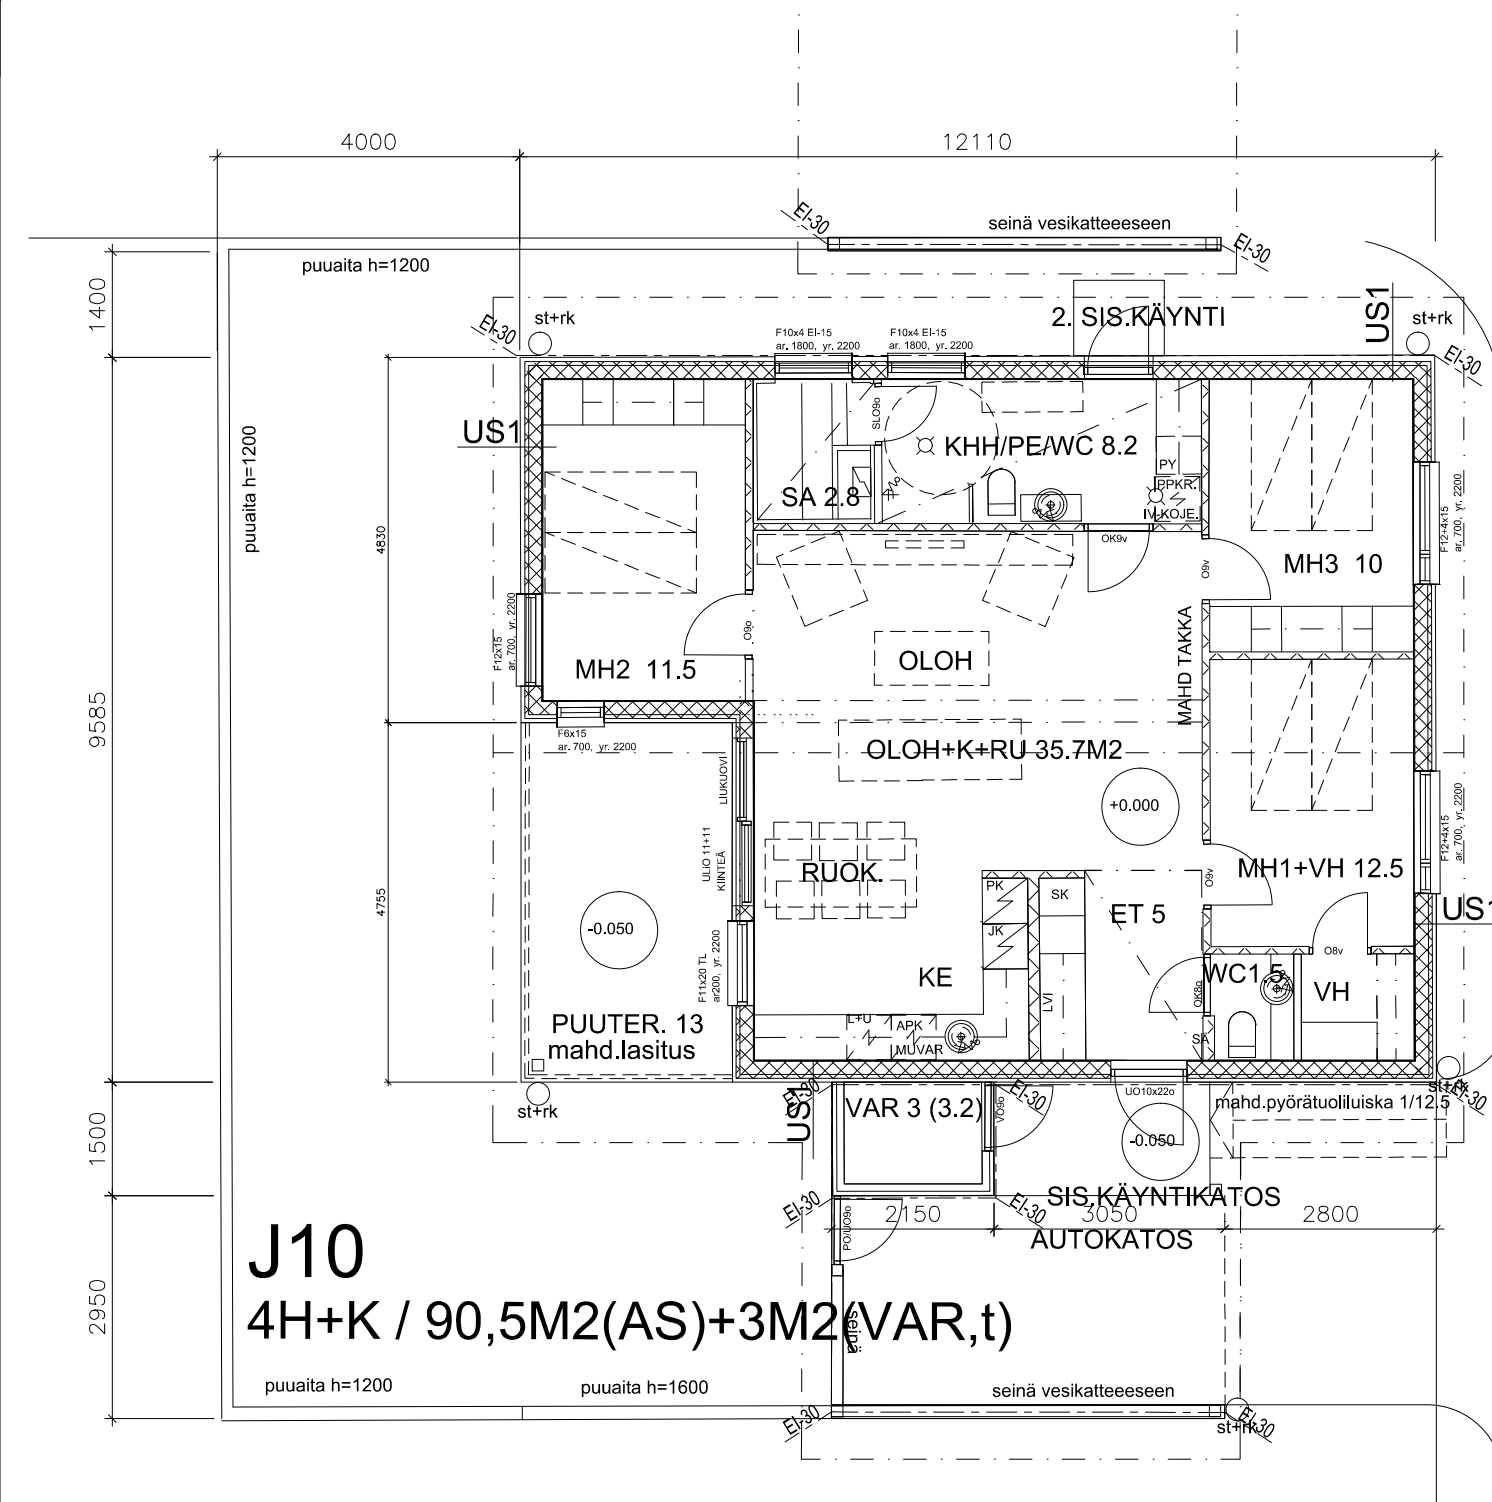 4000
12110
EI-30
seinä vesikatteeeseen
EI-30
puuaita h=1200
1400
EI-30
st+rk
F10x4 EI-15
ar. 1800, yr. 2200
F10x4 EI-15
ar. 1800, yr. 2200
2. SIS.KÄYNTI
US1
st+rk
EI-30
US1
SLO9o
KHH/PE/WC 8.2
PY
SA 2.8
PPKR.
IV-KOJE.
puuaita h=1200
4830
OK9v
O9v
MH3 10
F12+4x15
ar. 700, yr. 2200
F12x15
ar. 700, yr. 2200
O9o
MH2 11.5
OLOH
MAHD TAKKA
9585
F6x15
ar. 700, yr. 2200
OLOH+K+RU 35.7M2
LIUKUOVI
+0.000
ULiO 11+11
KIINTEÄ
RUOK.
O9v
MH1+VH 12.5
F12+4x15
ar. 700, yr. 2200
4755
PK
SK
ET 5
US1
-0.050
JK
O8v
F11x20 TL
ar200, yr. 2200
KE
LVI
OK8o
WC1.5
VH
PUUTER. 13
mahd.lasitus
L+U
APK
MUVAR
SA
st+rk
EI-30
US1
VAR 3 (3.2)
VO9o
EI-30
UO10x22o
mahd.pyörätuoliluiska 1/12.5
st+rk
EI-30
1500
-0.050
EI-30
EI-30
SIS.KÄYNTIKATOS
2150
3050
2800
PO/UO9o
AUTOKATOS
J10
2950
4H+K / 90,5M2(AS)+3M2(VAR,t)
seinä
puuaita h=1200
puuaita h=1600
seinä vesikatteeeseen
EI-30
st+rk
EI-30